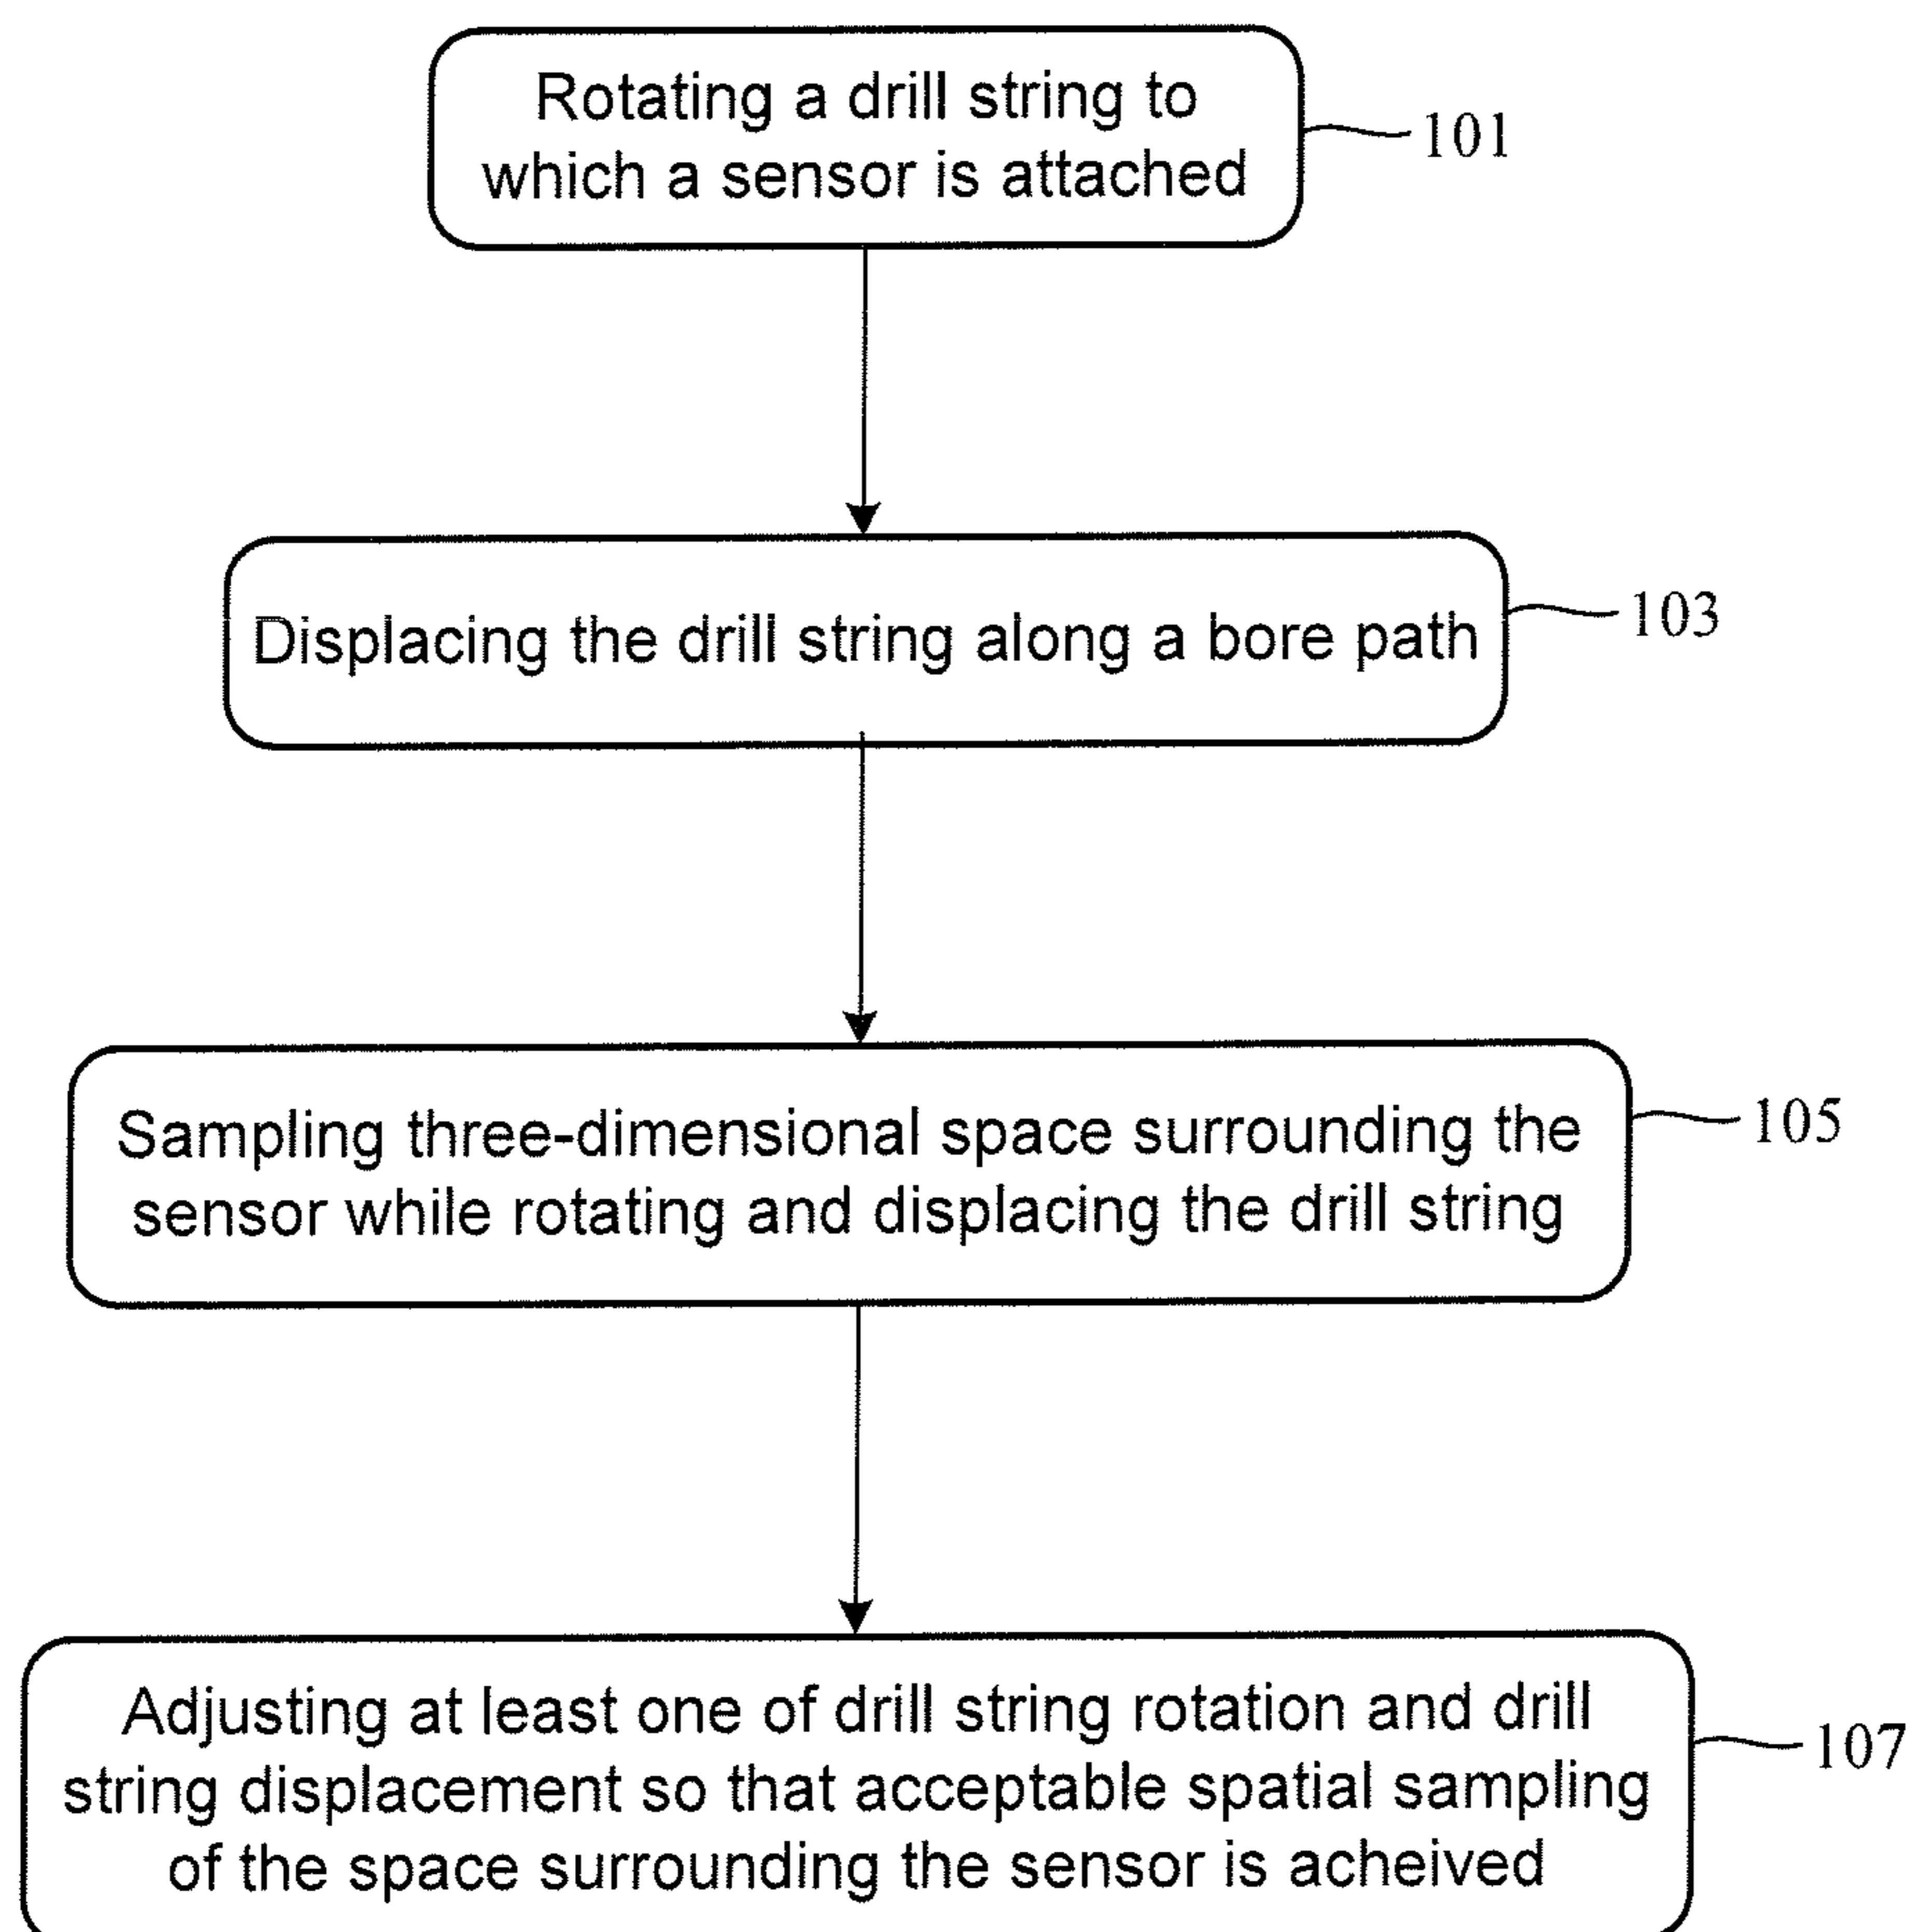 Rotating a drill string to
which a sensor is attached
101
Displacing the drill string along a bore path
103
Sampling three-dimensional space surrounding the
sensor while rotating and displacing the drill string
105
Adjusting at least one of drill string rotation and drill
string displacement so that acceptable spatial sampling
of the space surrounding the sensor is acheived
107